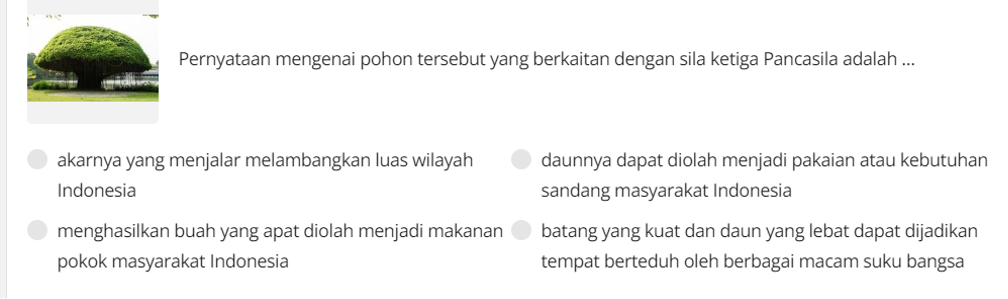 Pernyataan mengenai pohon tersebut yang berkaitan dengan sila ketiga Pancasila adalah ...
akarnya yang menjalar melambangkan luas wilayah
Indonesia
daunnya dapat diolah menjadi pakaian atau kebutuhan
sandang masyarakat Indonesia
menghasilkan buah yang apat diolah menjadi makanan
pokok masyarakat Indonesia
batang yang kuat dan daun yang lebat dapat dijadikan
tempat berteduh oleh berbagai macam suku bangsa